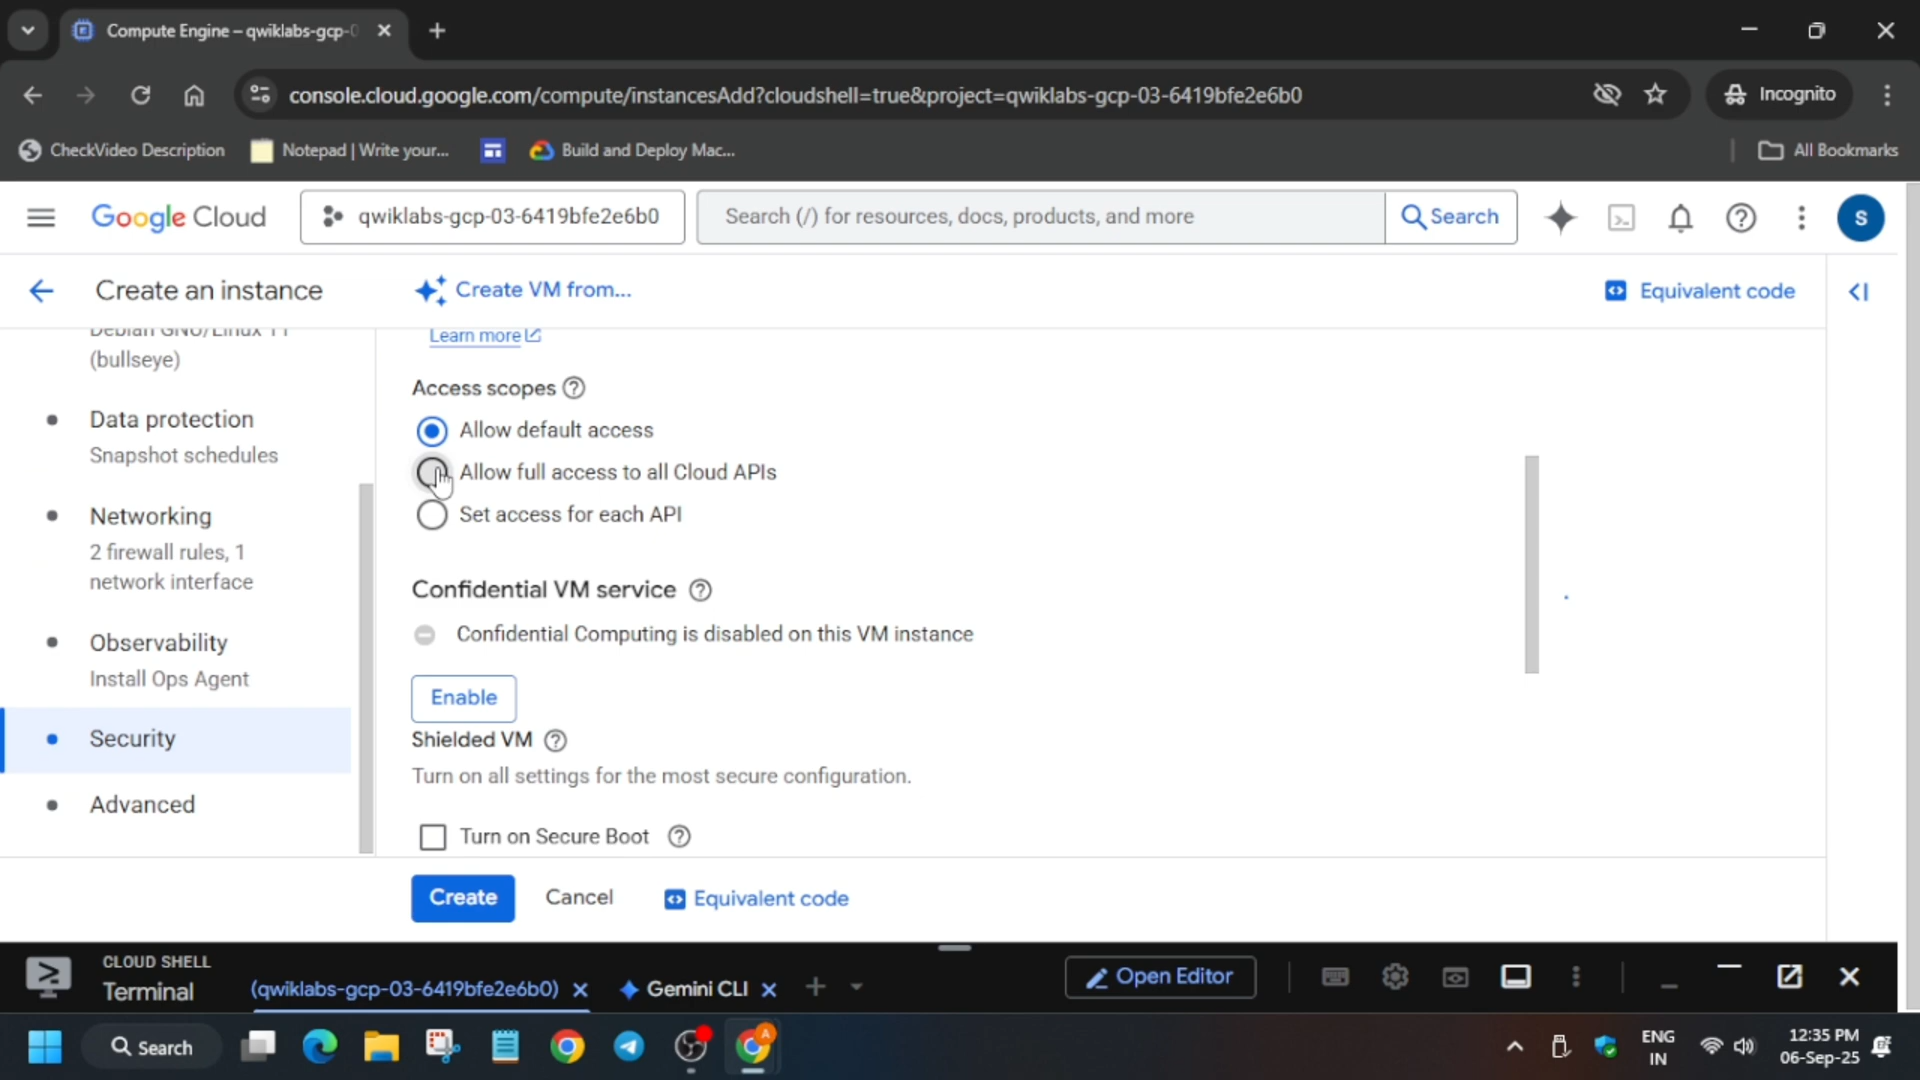 Compute Engine – qwiklabs-gcp-0
console.cloud.google.com/compute/instancesAdd?cloudshell=true&project=qwiklabs-gcp-03-6419bfe2e6b0
Incognito
CheckVideo Description
Notepad | Write your...
Build and Deploy Mac...
All Bookmarks
Google Cloud
qwiklabs-gcp-03-6419bfe2e6b0
Search (/) for resources, docs, products, and more
Search
S
Create an instance
Create VM from...
Equivalent code
Debian GNU/Linux 11
(bullseye)
Data protection
Snapshot schedules
Networking
2 firewall rules, 1
network interface
Observability
Install Ops Agent
Security
Advanced
Learn more
Access scopes
Allow default access
Allow full access to all Cloud APIs
Set access for each API
Confidential VM service
Confidential Computing is disabled on this VM instance
Enable
Shielded VM
Turn on all settings for the most secure configuration.
Turn on Secure Boot
Create
Cancel
Equivalent code
CLOUD SHELL
Terminal
(qwiklabs-gcp-03-6419bfe2e6b0)
Gemini CLI
Open Editor
Search
A
ENG
IN
12:35 PM
06-Sep-25